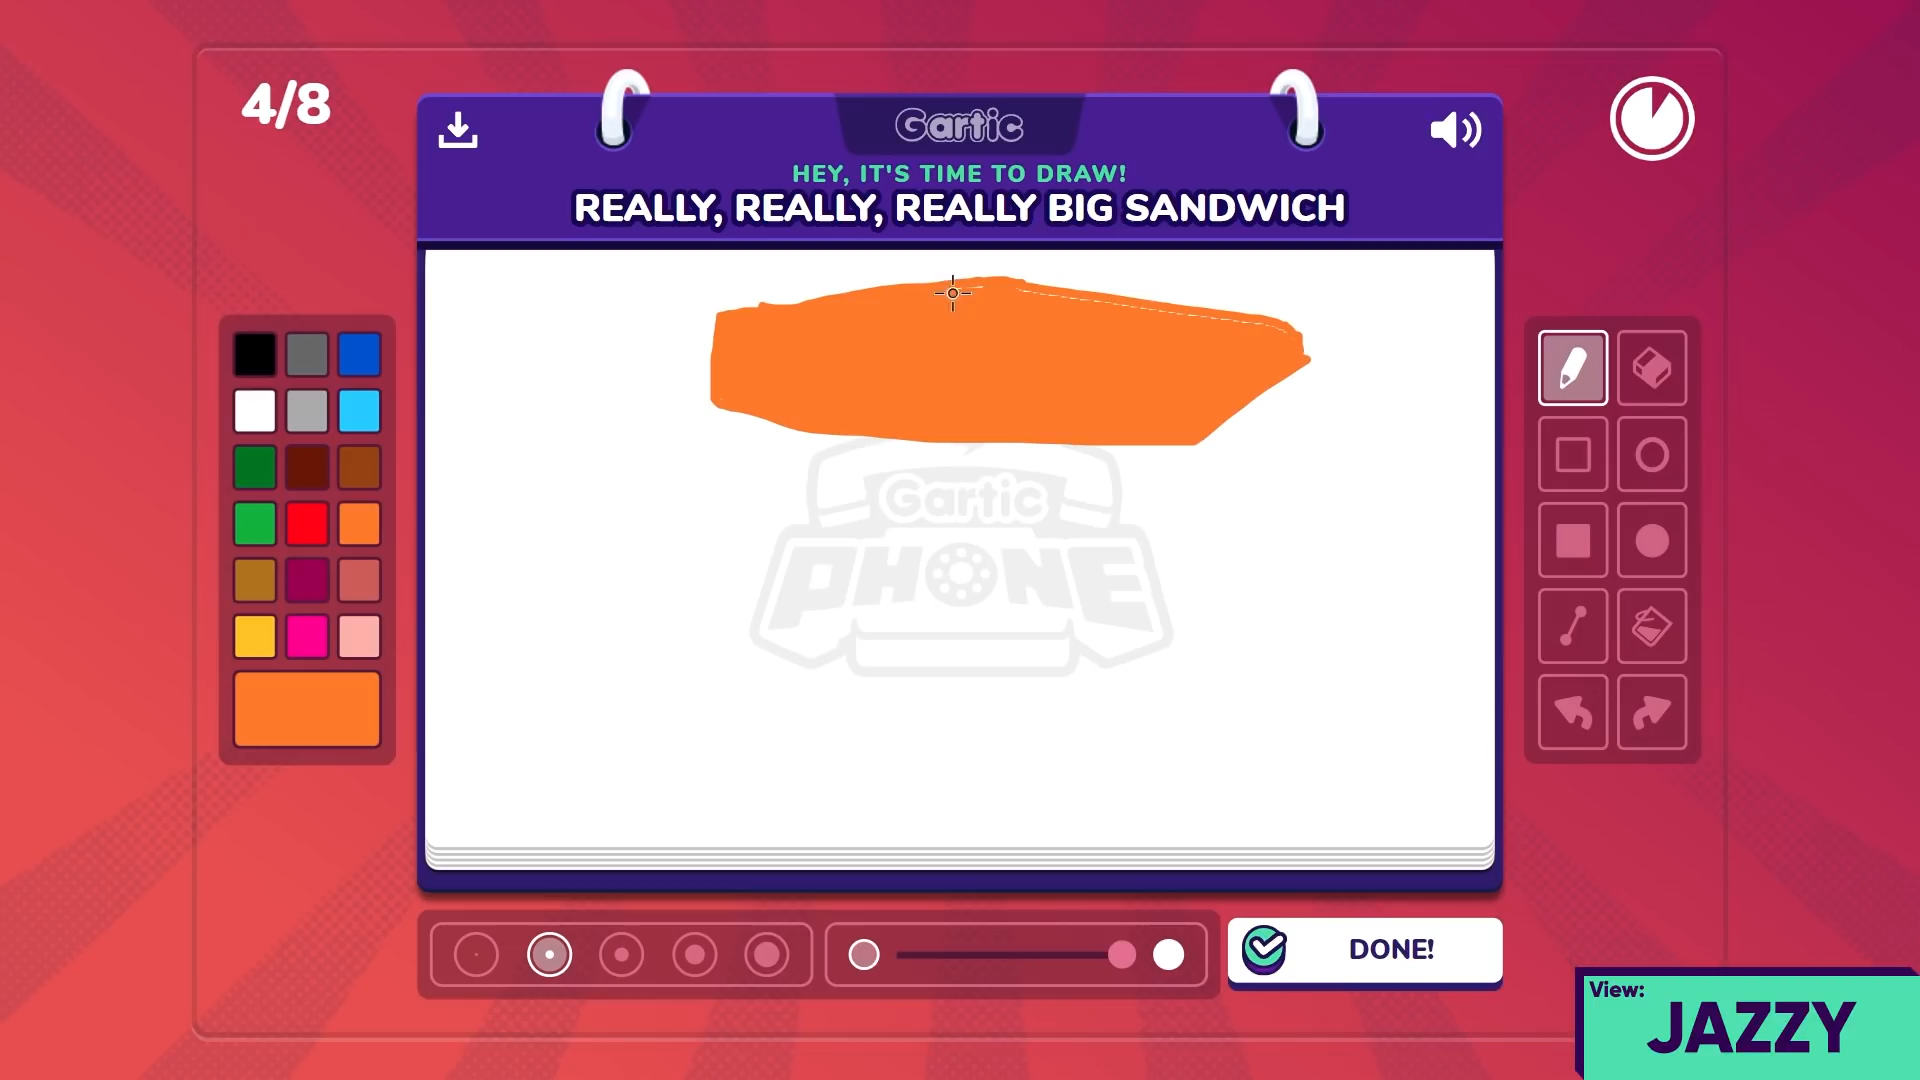 4/8
Gartic
HEY, IT'S TIME TO DRAW!
REALLY, REALLY, REALLY BIG SANDWICH
Gartic
PHONE
DONE!
View:
JAZZY